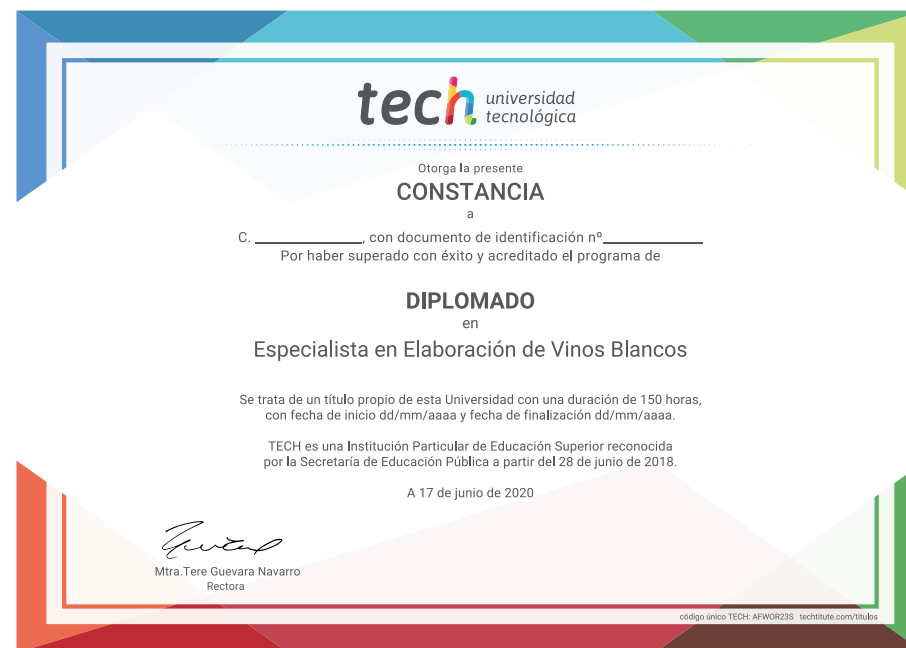 tech universidad
tecnológica
Otorga la presente
CONSTANCIA
a
C. ____________, con documento de identificación nº___________
Por haber superado con éxito y acreditado el programa de
DIPLOMADO
en
Especialista en Elaboración de Vinos Blancos
Se trata de un título propio de esta Universidad con una duración de 150 horas,
con fecha de inicio dd/mm/aaaa y fecha de finalización dd/mm/aaaa.
TECH es una Institución Particular de Educación Superior reconocida
por la Secretaría de Educación Pública a partir del 28 de junio de 2018.
A 17 de junio de 2020
Mtra.Tere Guevara Navarro
Rectora
código único TECH: AFWOR23S techtitute.com/titulos